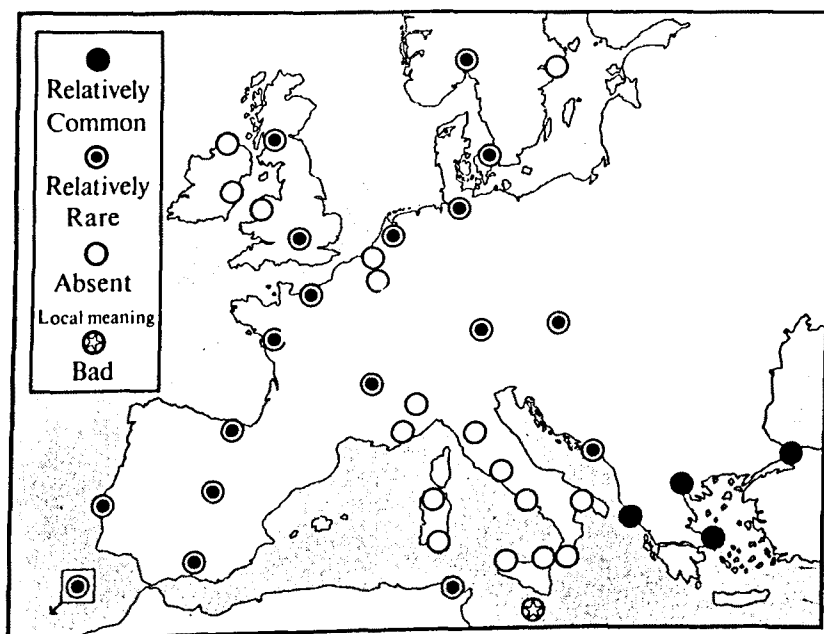 Relatively
Common
Relatively
Rare
Absent
Local meaning
Bad